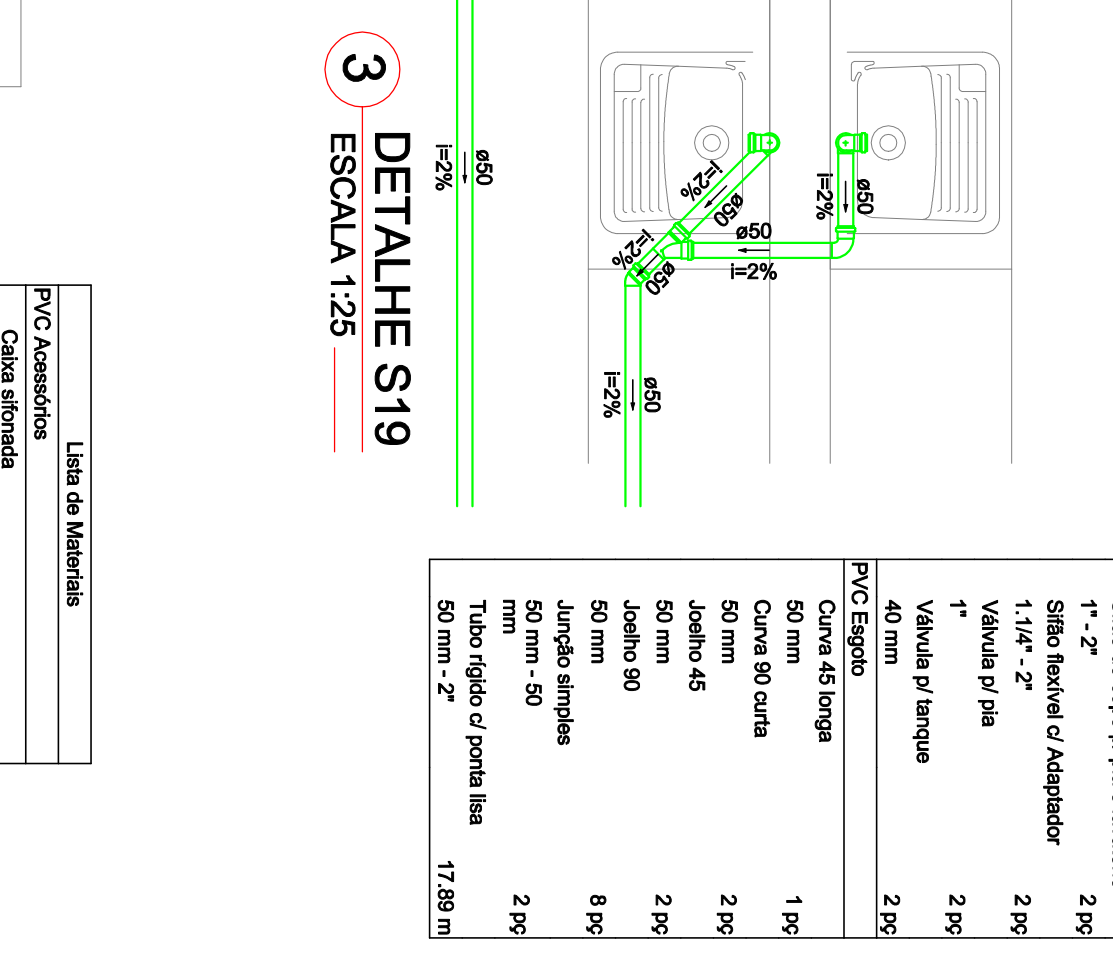 ø50
i=2%
ø50
i=2%
i=2%
ø50
i=2%
ø50
ø50
i=2%
ø50
i=2%
3
DETALHE S19
ESCALA 1:25
1" - 2" 2 pç
Sifão flexível c/ Adaptador
1.1/4" - 2" 2 pç
Válvula p/ pia
1" 2 pç
Válvula p/ tanque
40 mm 2 pç
PVC Esgoto
Curva 45 longa
50 mm 1 pç
Curva 90 curta
50 mm 2 pç
Joelho 45
50 mm 2 pç
Joelho 90
50 mm 8 pç
Junção simples
50 mm - 50
mm 2 pç
Tubo rígido c/ ponta lisa
50 mm - 2" 17.89 m
Lista de Materiais
PVC Acessórios
Caixa sifonada